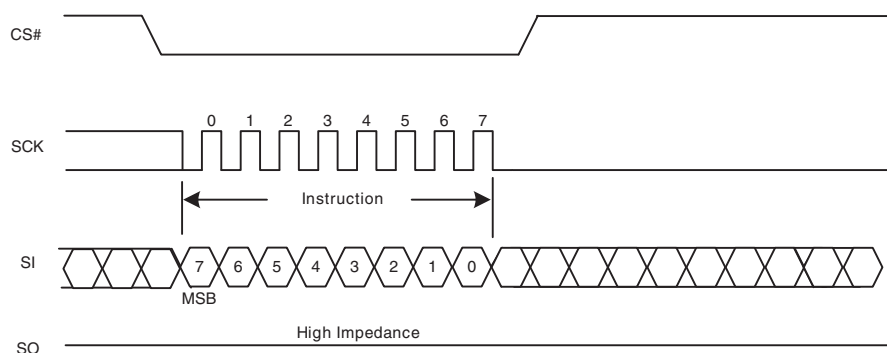 CS#
0 1 2 3 4 5 6 7
SCK
Instruction
SI
7 6 5 4 3 2 1 0
MSB
High Impedance
SO